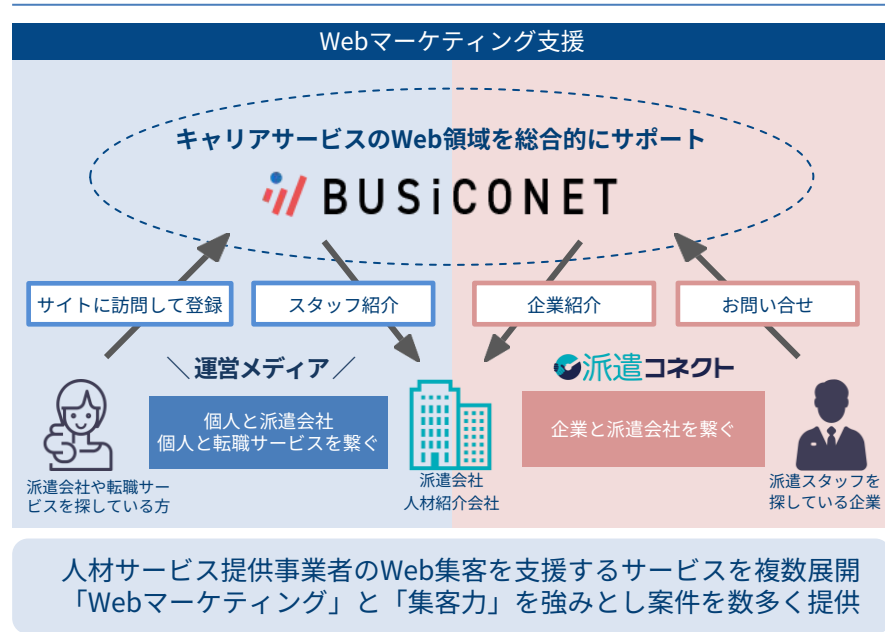 Webマーケティング支援
キャリアサービスのWeb領域を総合的にサポート
BUSiCONET
サイトに訪問して登録
スタッフ紹介
企業紹介
お問い合せ
＼運営メディア／
派遣コネクト
個人と派遣会社
個人と転職サービスを繋ぐ
企業と派遣会社を繋ぐ
派遣会社や転職サー
ビスを探している方
派遣会社
人材紹介会社
派遣スタッフを
探している企業
人材サービス提供事業者のWeb集客を支援するサービスを複数展開
「Webマーケティング」と「集客力」を強みとし案件を数多く提供